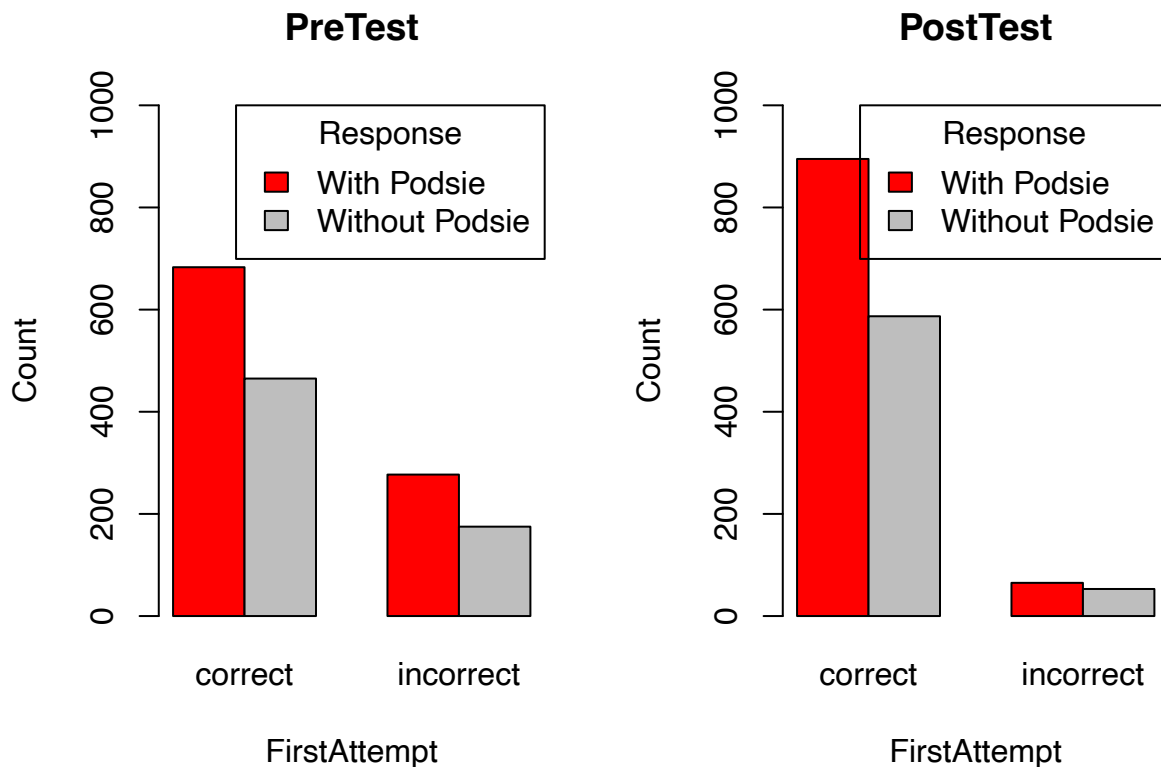 PreTest
Count
1000
800
600
400
200
0
Response
With Podsie
Without Podsie
correct
incorrect
FirstAttempt
PostTest
Count
1000
800
600
400
200
0
Response
With Podsie
Without Podsie
correct
incorrect
FirstAttempt